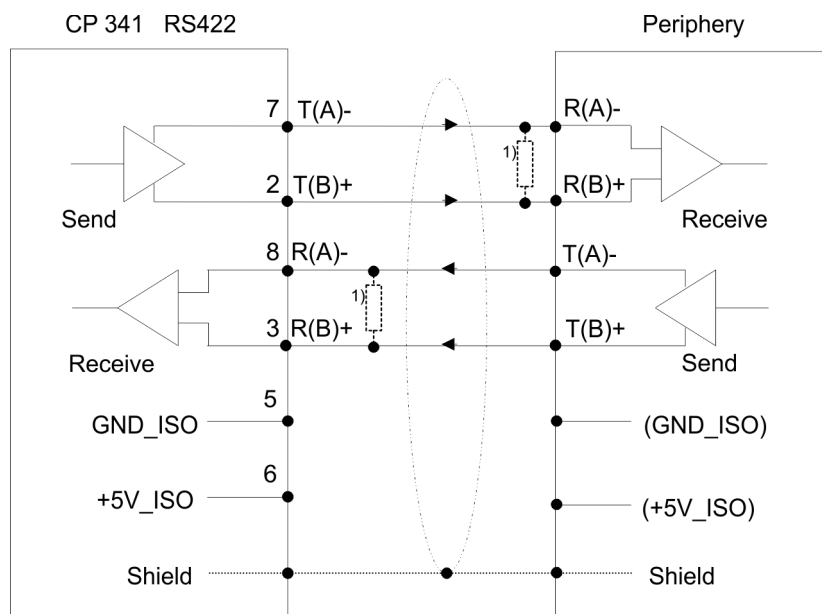 CP 341 RS422
Periphery
7 T(A)- R(A)-
1)
2 T(B)+ R(B)+
Send Receive
8 R(A)- T(A)-
1)
3 R(B)+ T(B)+
Receive Send
5
GND_ISO (GND_ISO)
6
+5V_ISO (+5V_ISO)
Shield Shield